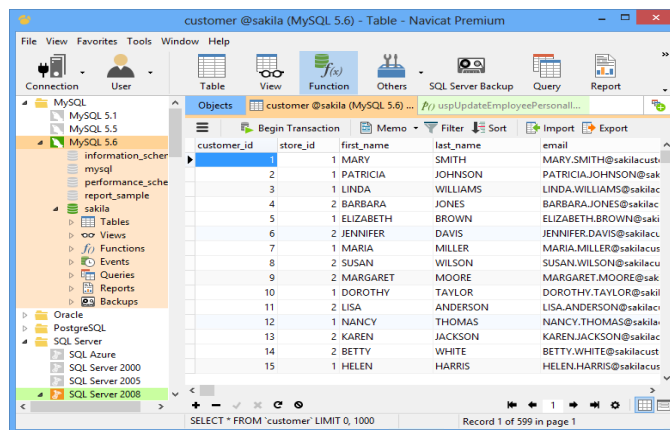 customer @sakila (MySQL 5.6) - Table - Navicat Premium
File View Favorites Tools Window Help
Connection User Table View Function Others SQL Server Backup Query Report
MySQL
MySQL 5.1
MySQL 5.5
MySQL 5.6
information_scher
mysql
performance_sche
report_sample
sakila
Tables
Views
Functions
Events
Queries
Reports
Backups
Oracle
PostgreSQL
SQL Server
SQL Azure
SQL Server 2000
SQL Server 2005
SQL Server 2008
Objects customer @sakila (MySQL 5.6) ... uspUpdateEmployeePersonall...
Begin Transaction Memo Filter Sort Import Export
customer_id store_id first_name last_name email
1 1 MARY SMITH MARY.SMITH@sakilacust
2 1 PATRICIA JOHNSON PATRICIA.JOHNSON@sak
3 1 LINDA WILLIAMS LINDA.WILLIAMS@sakilac
4 2 BARBARA JONES BARBARA.JONES@sakilac
5 1 ELIZABETH BROWN ELIZABETH.BROWN@saki
6 2 JENNIFER DAVIS JENNIFER.DAVIS@sakilacu
7 1 MARIA MILLER MARIA.MILLER@sakilacus
8 2 SUSAN WILSON SUSAN.WILSON@sakilacu
9 2 MARGARET MOORE MARGARET.MOORE@sak
10 1 DOROTHY TAYLOR DOROTHY.TAYLOR@sakil
11 2 LISA ANDERSON LISA.ANDERSON@sakilacu
12 1 NANCY THOMAS NANCY.THOMAS@sakilac
13 2 KAREN JACKSON KAREN.JACKSON@sakilac
14 2 BETTY WHITE BETTY.WHITE@sakilacust
15 1 HELEN HARRIS HELEN.HARRIS@sakilacus
1
SELECT * FROM `customer` LIMIT 0, 1000 Record 1 of 599 in page 1